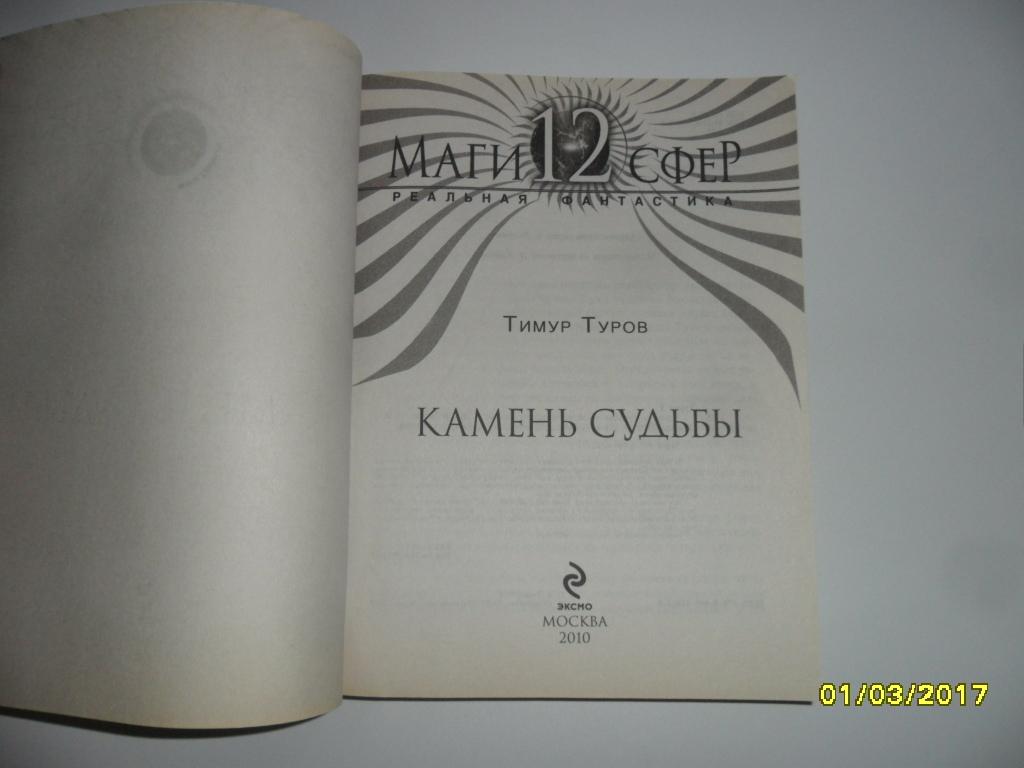 МАГИ 12 СФЕР
РЕАЛЬНАЯ ФАНТАСТИКА
ТИМУР ТУРОВ
КАМЕНЬ СУДЬБЫ
ЭКСМО
МОСКВА
2010
01/03/2017